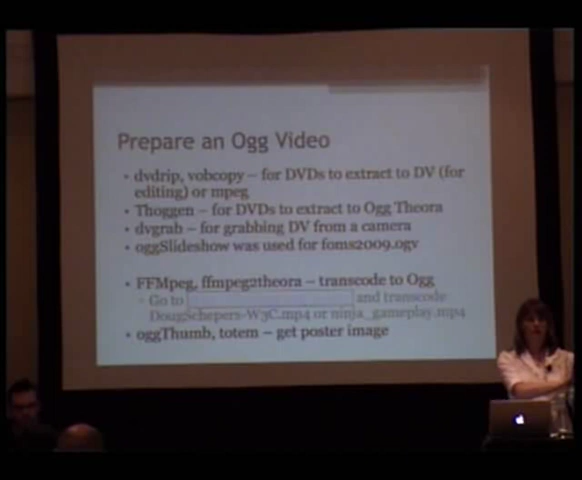 Prepare an Ogg Video
• dvdrip, vobcopy – for DVDs to extract to DV (for
editing) or mpeg
• Thoggen – for DVDs to extract to Ogg Theora
• dvgrab – for grabbing DV from a camera
• oggSlideshow was used for foms2009.ogv
• FFMpeg, ffmpeg2theora – transcode to Ogg
Go to and transcode
DougSchepers-W3C.mp4 or ninja_gameplay.mp4
• oggThumb, totem – get poster image